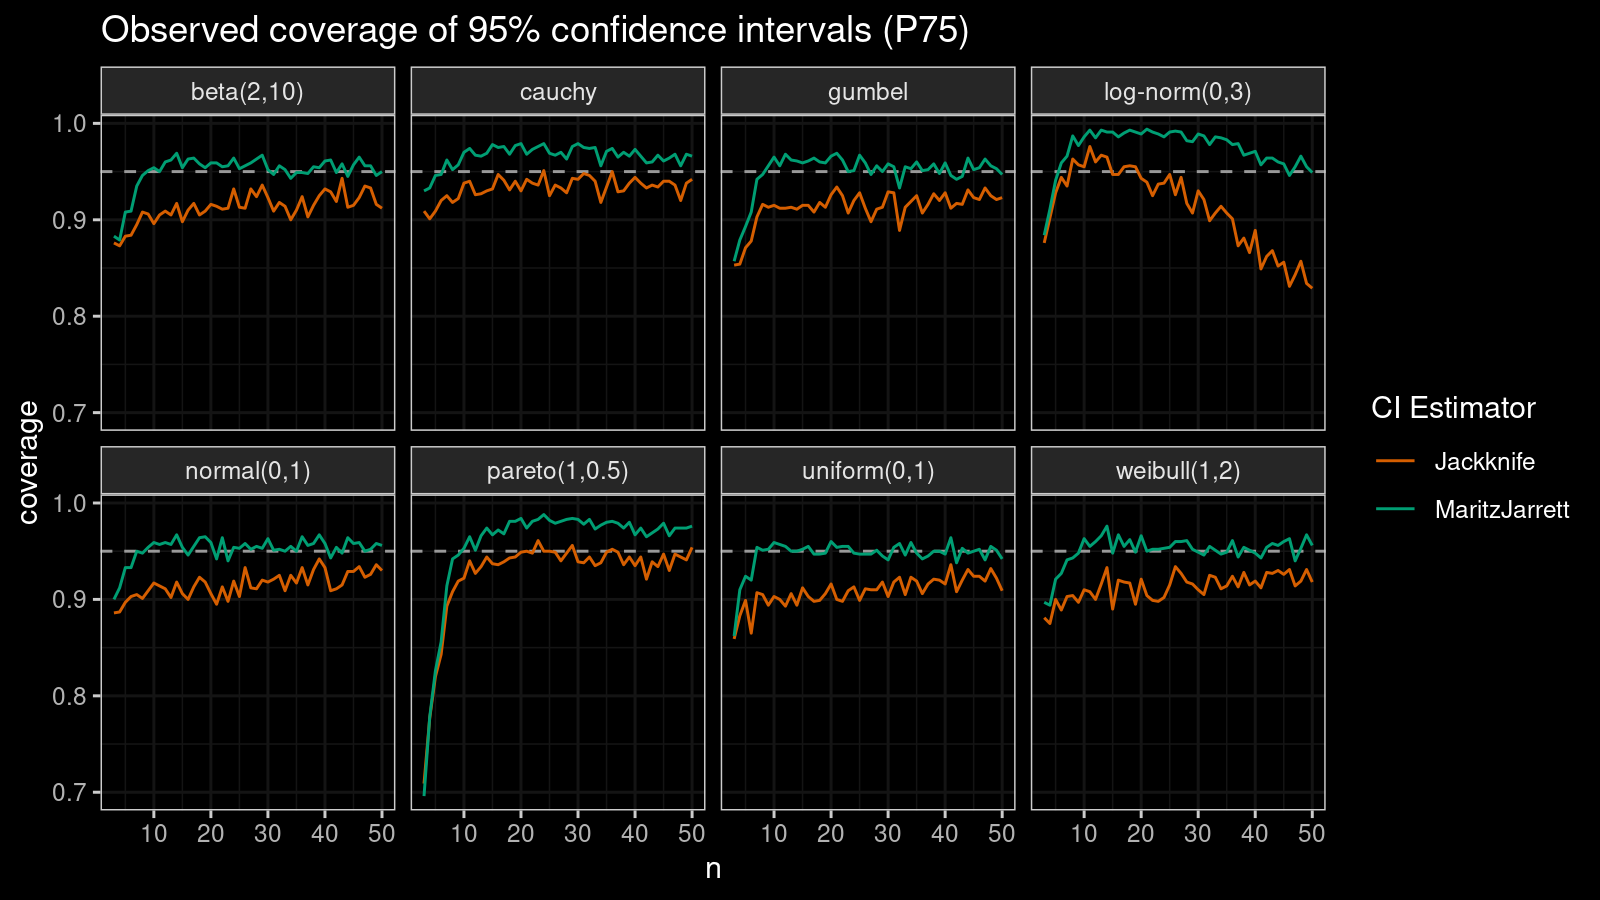 Observed coverage of 95% confidence intervals (P75)
beta(2,10) cauchy gumbel log-norm(0,3)
1.0
0.9
0.8
0.7
coverage
normal(0,1) pareto(1,0.5) uniform(0,1) weibull(1,2)
1.0
0.9
0.8
0.7
10 20 30 40 50 10 20 30 40 50 10 20 30 40 50 10 20 30 40 50
n
CI Estimator
Jackknife
MaritzJarrett